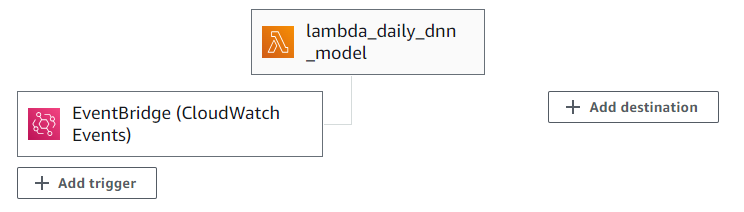 lambda_daily_dnn
_model
EventBridge (CloudWatch
Events)
Add destination
Add trigger